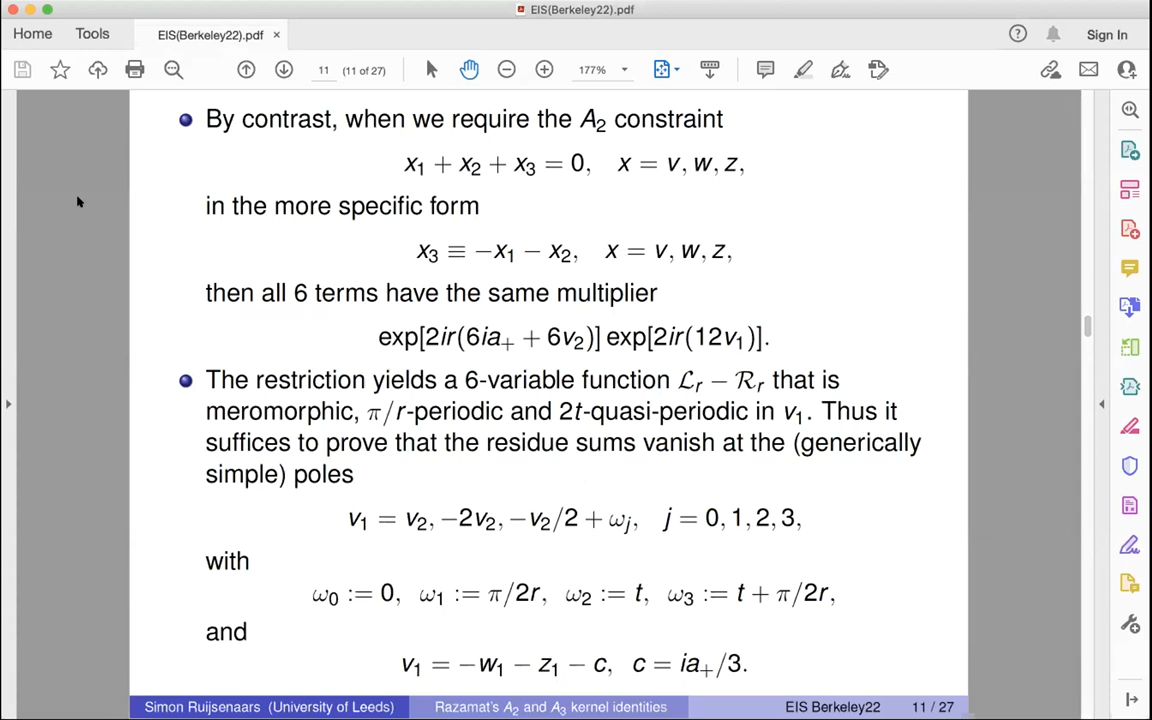 EIS(Berkeley22).pdf
Home Tools EIS(Berkeley22).pdf × Sign In
11 (11 of 27) 177%
By contrast, when we require the A₂ constraint
x₁ + x₂ + x₃ = 0, x = v, w, z,
in the more specific form
x₃ ≡ −x₁ − x₂, x = v, w, z,
then all 6 terms have the same multiplier
exp[2ir(6ia₊ + 6v₂)] exp[2ir(12v₁)].
The restriction yields a 6-variable function ℒᵣ − ℛᵣ that is
meromorphic, π/r-periodic and 2t-quasi-periodic in v₁. Thus it
suffices to prove that the residue sums vanish at the (generically
simple) poles
v₁ = v₂, −2v₂, −v₂/2 + ωⱼ, j = 0, 1, 2, 3,
with
ω₀ := 0, ω₁ := π/2r, ω₂ := t, ω₃ := t + π/2r,
and
v₁ = −w₁ − z₁ − c, c = ia₊/3.
Simon Ruijsenaars (University of Leeds) Razamat's A₂ and A₃ kernel identities EIS Berkeley22 11 / 27